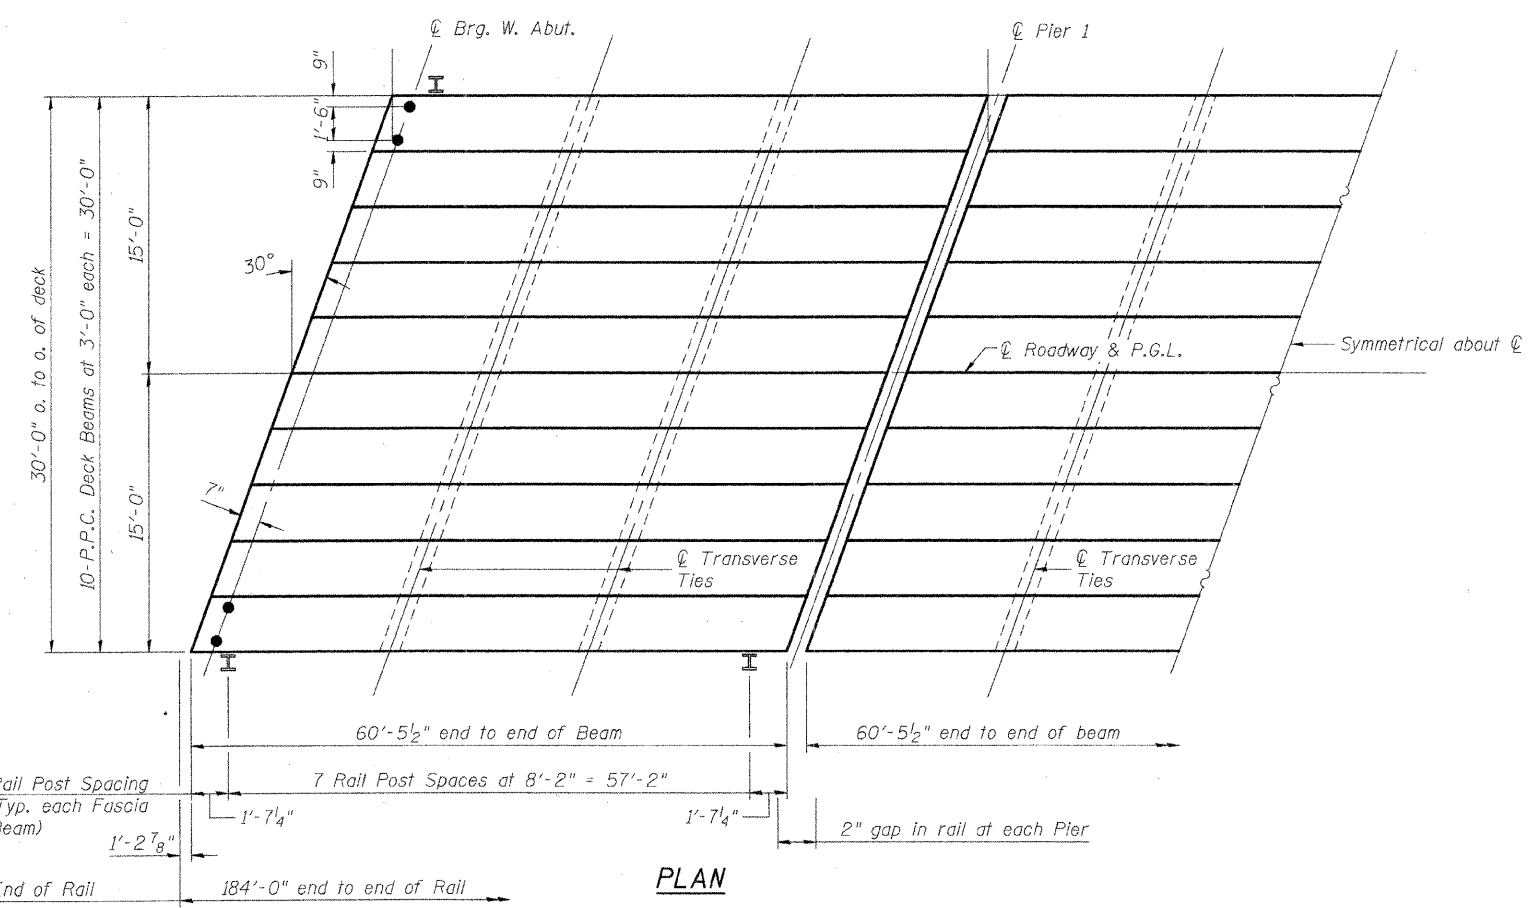 ℄ Brg. W. Abut.
℄ Pier 1
9"
1'-6"
9"
30'-0" o. to o. of deck
10-P.P.C. Deck Beams at 3'-0" each = 30'-0"
15'-0"
15'-0"
30°
7"
℄ Roadway & P.G.L.
Symmetrical about ℄
℄ Transverse
Ties
℄ Transverse
Ties
60'-5½" end to end of Beam
60'-5½" end to end of beam
Rail Post Spacing
Typ. each Fascia
Beam)
7 Rail Post Spaces at 8'-2" = 57'-2"
1'-7¼"
1'-7¼"
1'-2⅞"
2" gap in rail at each Pier
End of Rail
184'-0" end to end of Rail
PLAN